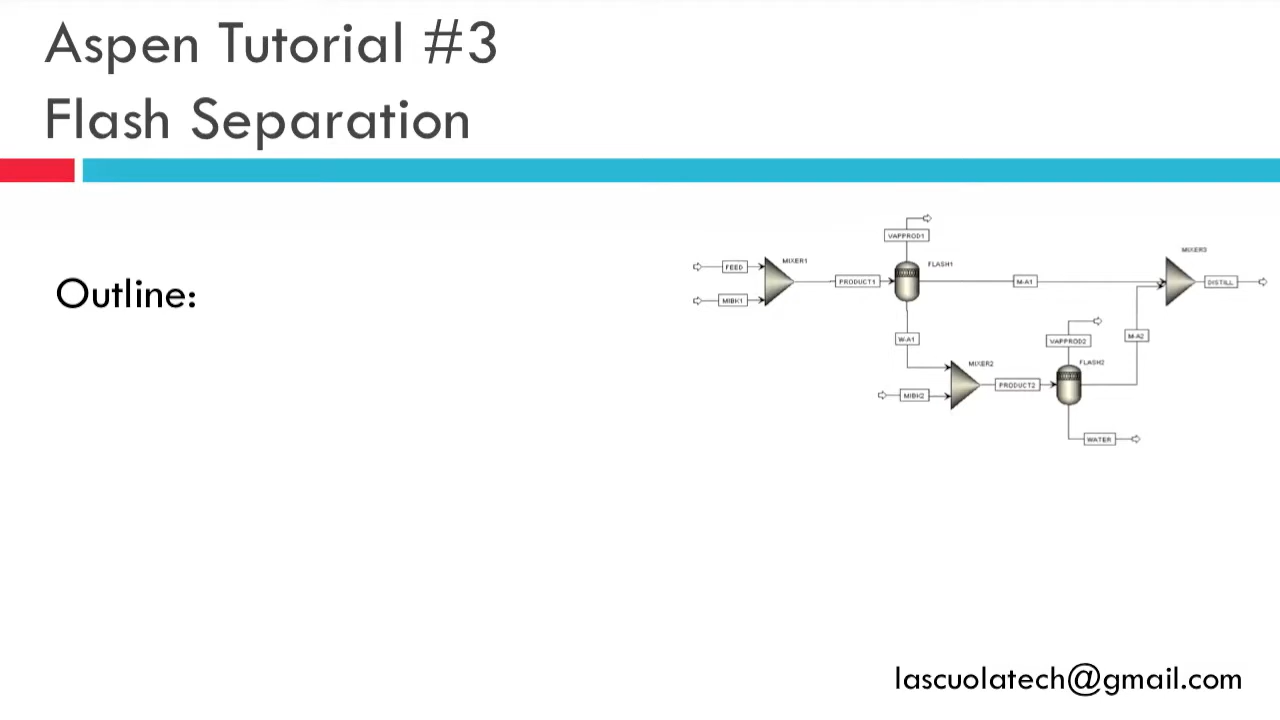 Aspen Tutorial #3
Flash Separation
Outline:
VAPPROD1
MIXER3
FEED
MIXER1
FLASH1
PRODUCT1
M-A1
DISTILL
MIBK1
VAPPROD2
W-A1
M-A2
MIXER2
FLASH2
PRODUCT2
MIBK2
WATER
lascuolatech@gmail.com